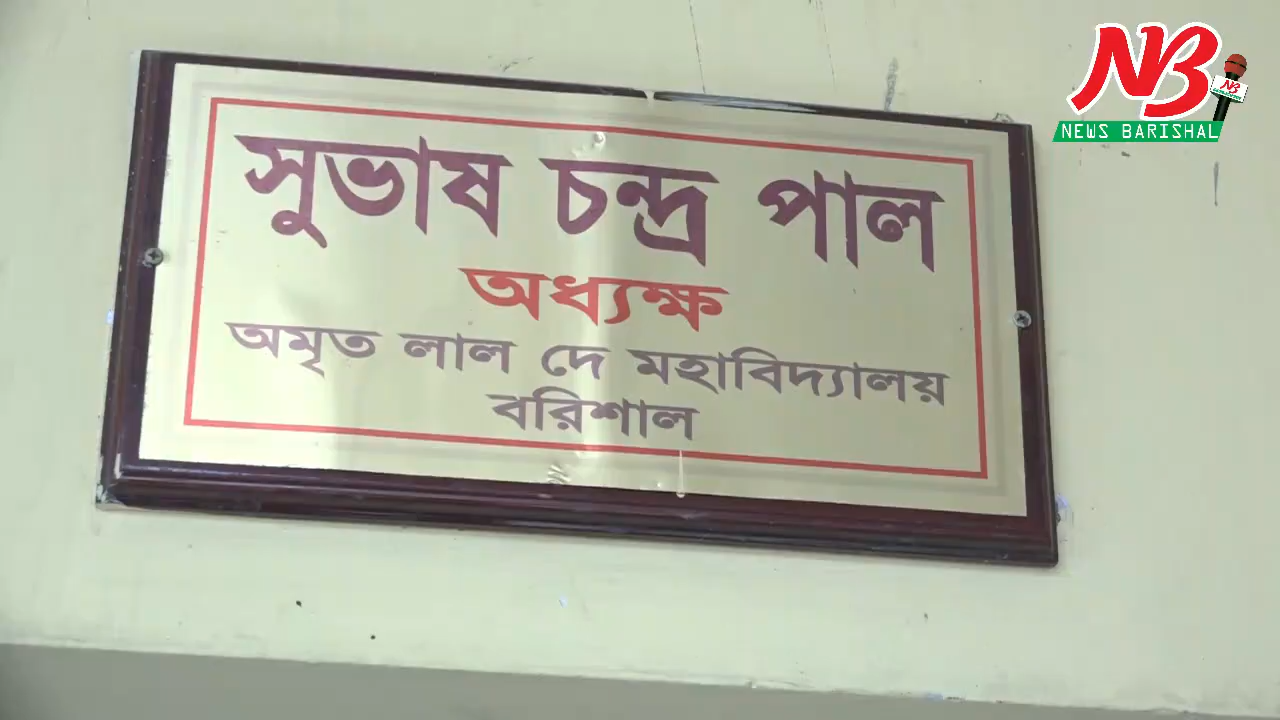 NB
NEWS BARISHAL
সুভাষ চন্দ্র পাল
অধ্যক্ষ
অমৃত লাল দে মহাবিদ্যালয়
বরিশাল